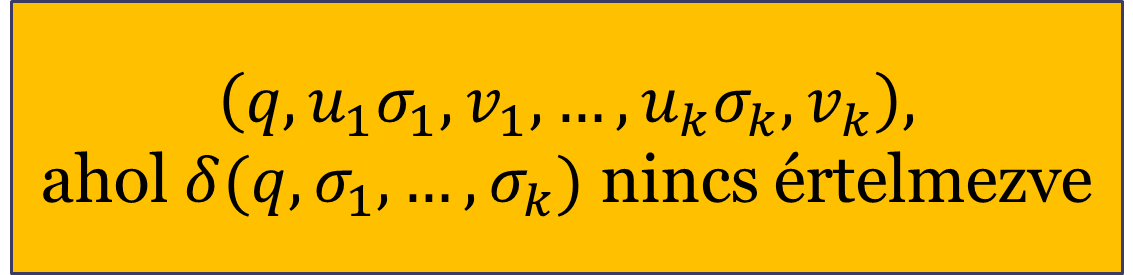 (q, u₁σ₁, v₁, … , uₖσₖ, vₖ),
ahol δ(q, σ₁, … , σₖ) nincs értelmezve